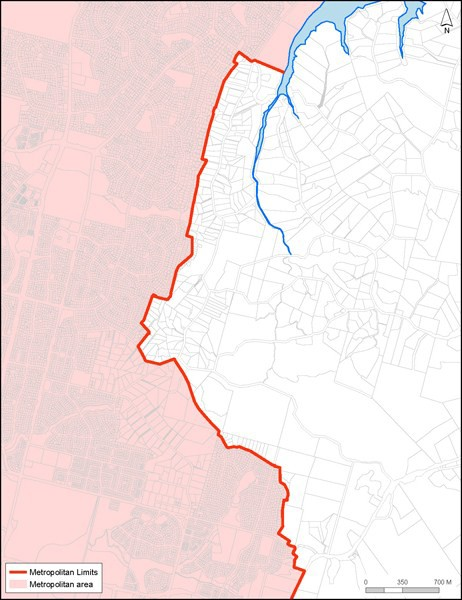 N
Metropolitan Limits
Metropolitan area
0 350 700 M